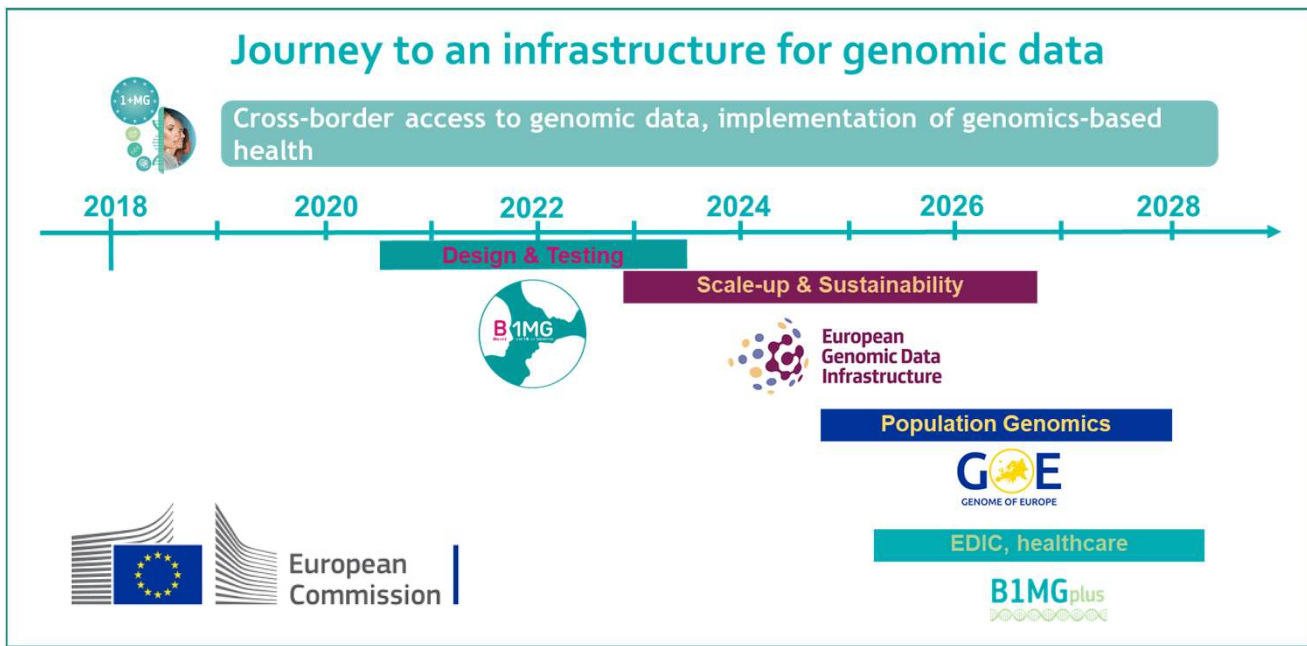 Journey to an infrastructure for genomic data
1+MG
Cross-border access to genomic data, implementation of genomics-based
health
2018 2020 2022 2024 2026 2028
Design & Testing
Scale-up & Sustainability
B1MG
European
Genomic Data
Infrastructure
Population Genomics
GOE
GENOME OF EUROPE
EDIC, healthcare
European
Commission
B1MGplus